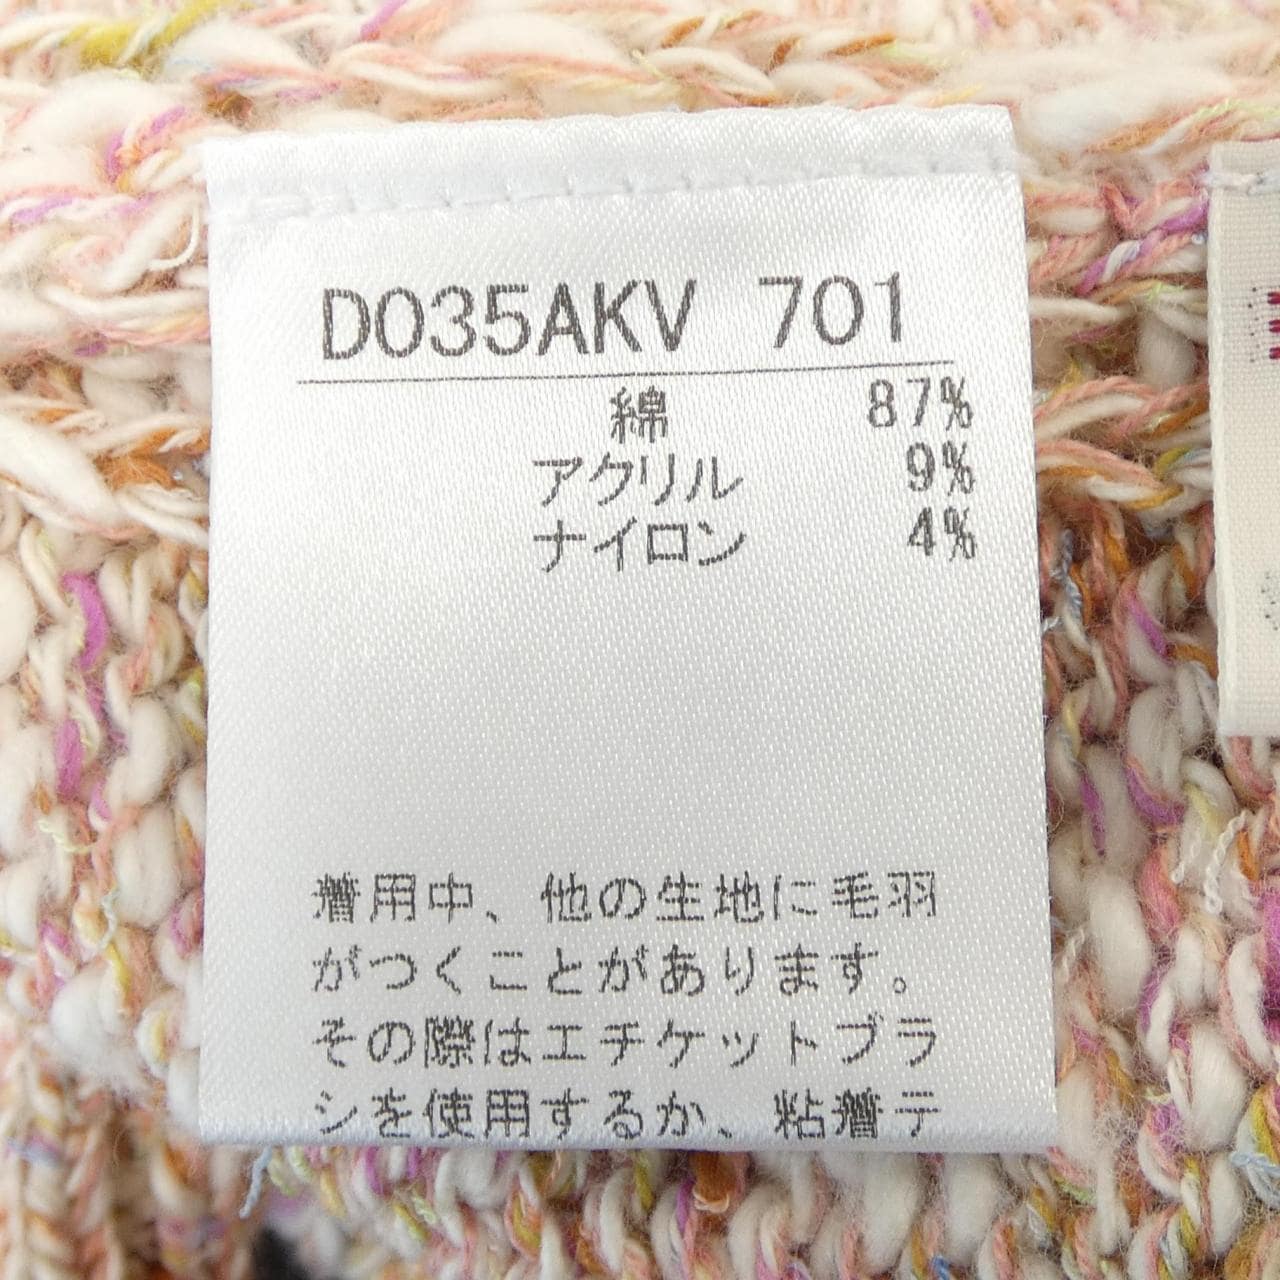 DO35AKV 701
綿 87%
アクリル 9%
ナイロン 4%
着用中、他の生地に毛羽
がつくことがあります。
その際はエチケットブラ
シを使用するか、粘着テ